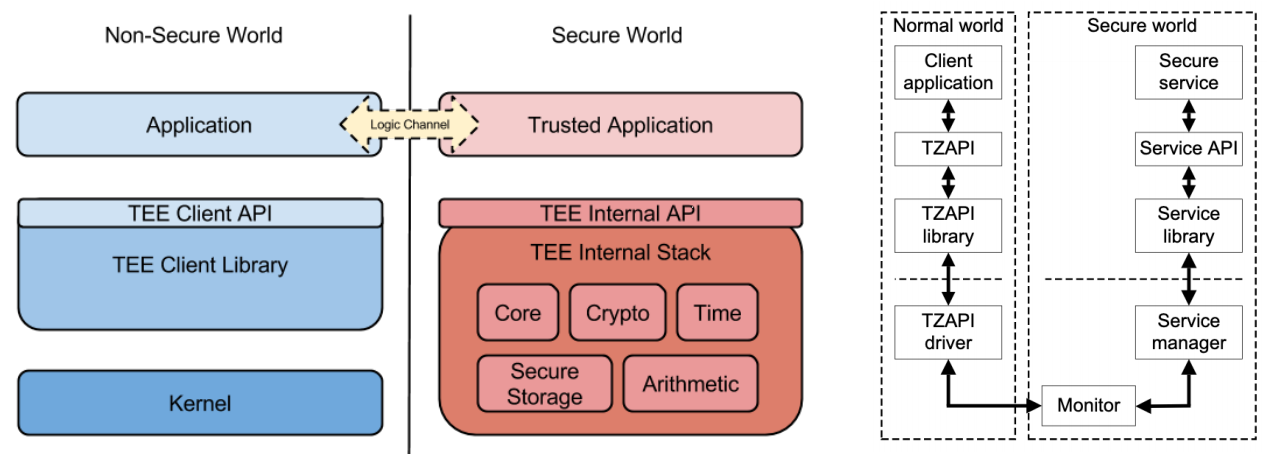 Non-Secure World
Secure World
Application
Logic Channel
Trusted Application
TEE Client API
TEE Client Library
TEE Internal API
TEE Internal Stack
Core
Crypto
Time
Secure
Storage
Arithmetic
Kernel
Normal world
Secure world
Client
application
Secure
service
TZAPI
Service API
TZAPI
library
Service
library
TZAPI
driver
Service
manager
Monitor